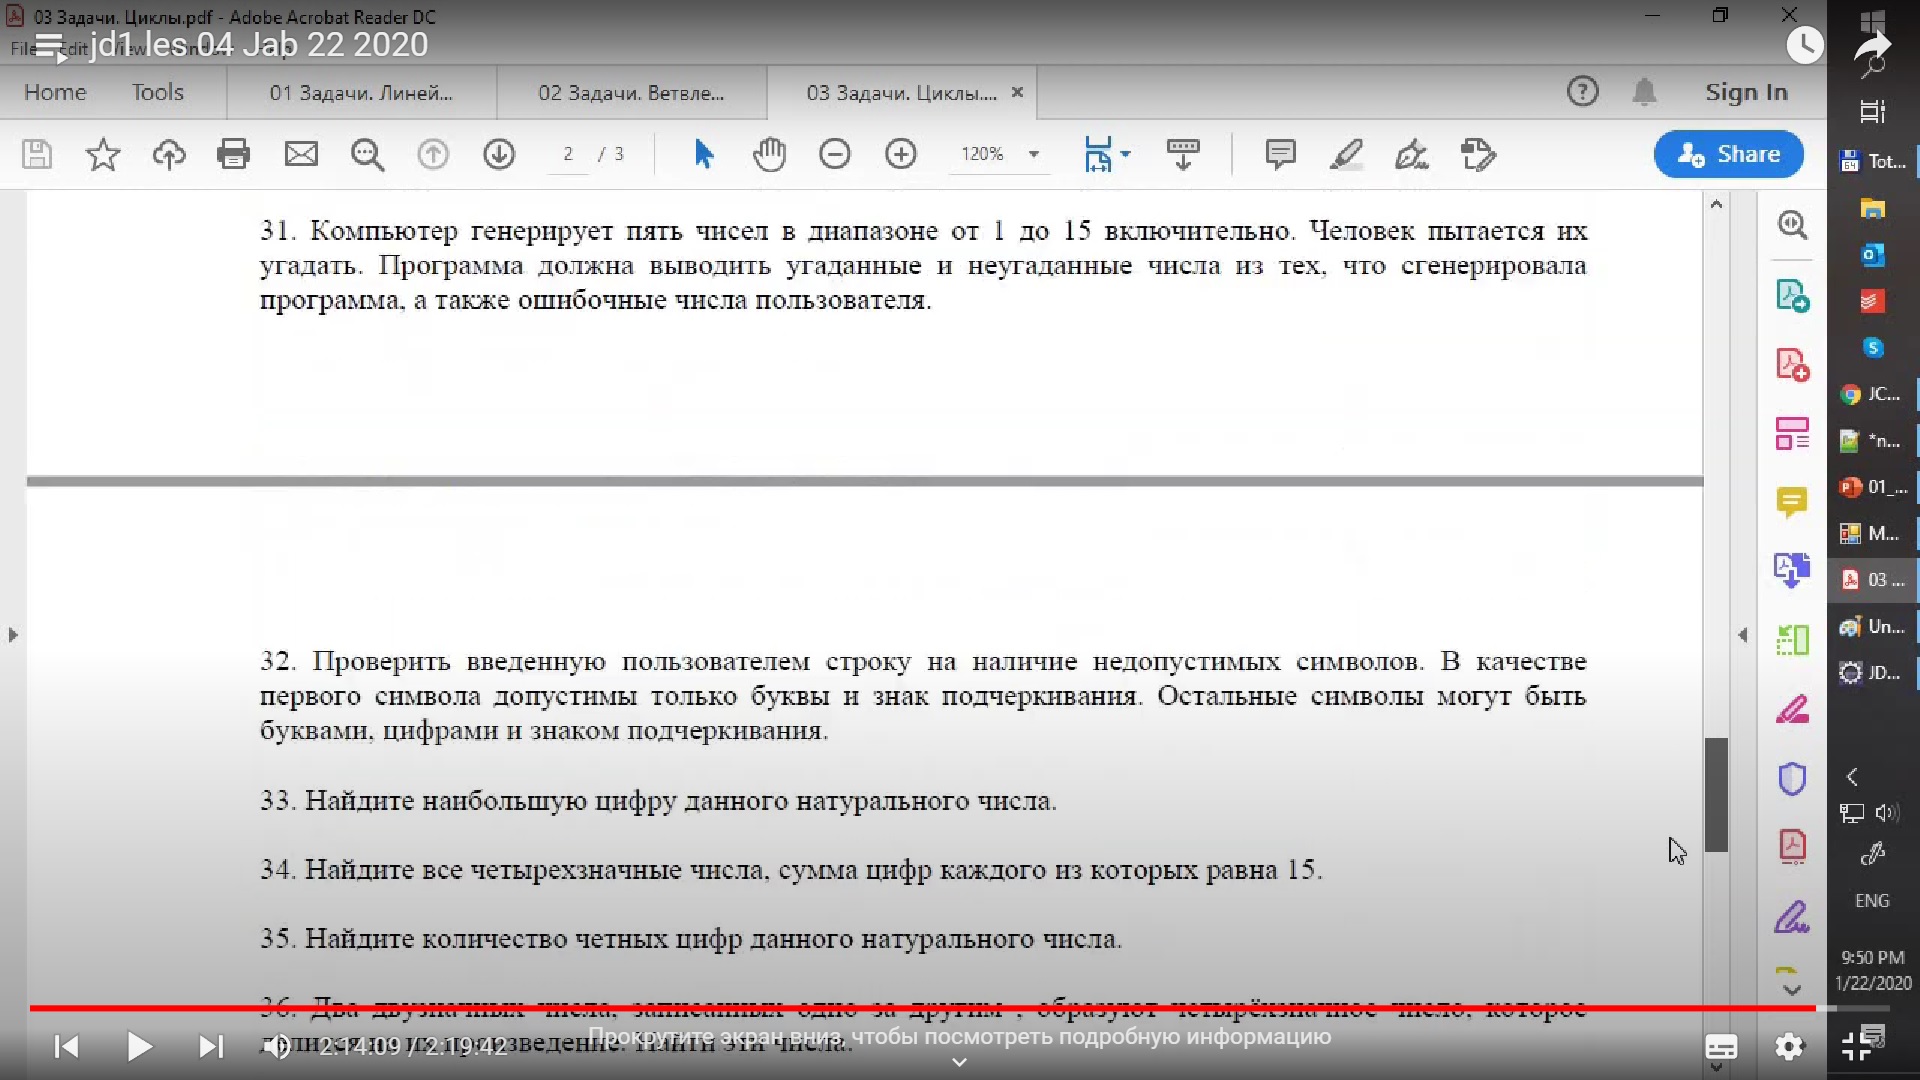 03 Задачи. Циклы.pdf - Adobe Acrobat Reader DC
jd1 les 04 Jab 22 2020
Home Tools 01 Задачи. Линей... 02 Задачи. Ветвле... 03 Задачи. Циклы.... Sign In
2 / 3 120% Share
31. Компьютер генерирует пять чисел в диапазоне от 1 до 15 включительно. Человек пытается их
угадать. Программа должна выводить угаданные и неугаданные числа из тех, что сгенерировала
программа, а также ошибочные числа пользователя.
32. Проверить введенную пользователем строку на наличие недопустимых символов. В качестве
первого символа допустимы только буквы и знак подчеркивания. Остальные символы могут быть
буквами, цифрами и знаком подчеркивания.
33. Найдите наибольшую цифру данного натурального числа.
34. Найдите все четырехзначные числа, сумма цифр каждого из которых равна 15.
35. Найдите количество четных цифр данного натурального числа.
36. Два двузначных числа, записанных одно за другим , образуют четырёхзначное число, которое
произведение. Найти эти числа.
Прокрутите экран вниз, чтобы посмотреть подробную информацию
2:14:09 / 2:19:42
Tot...
JC...
*n...
01_...
M...
03 ...
Un...
JD...
ENG
9:50 PM
1/22/2020